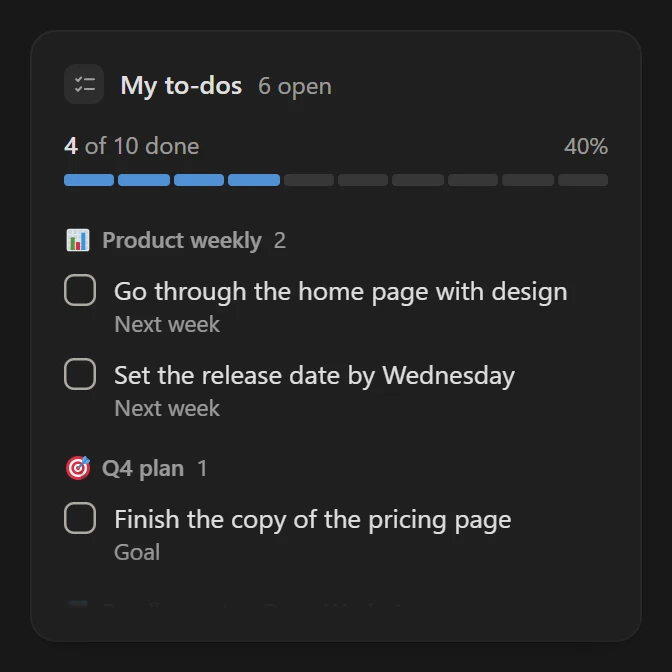 My to-dos 6 open
4 of 10 done 40%
Product weekly 2
Go through the home page with design
Next week
Set the release date by Wednesday
Next week
Q4 plan 1
Finish the copy of the pricing page
Goal